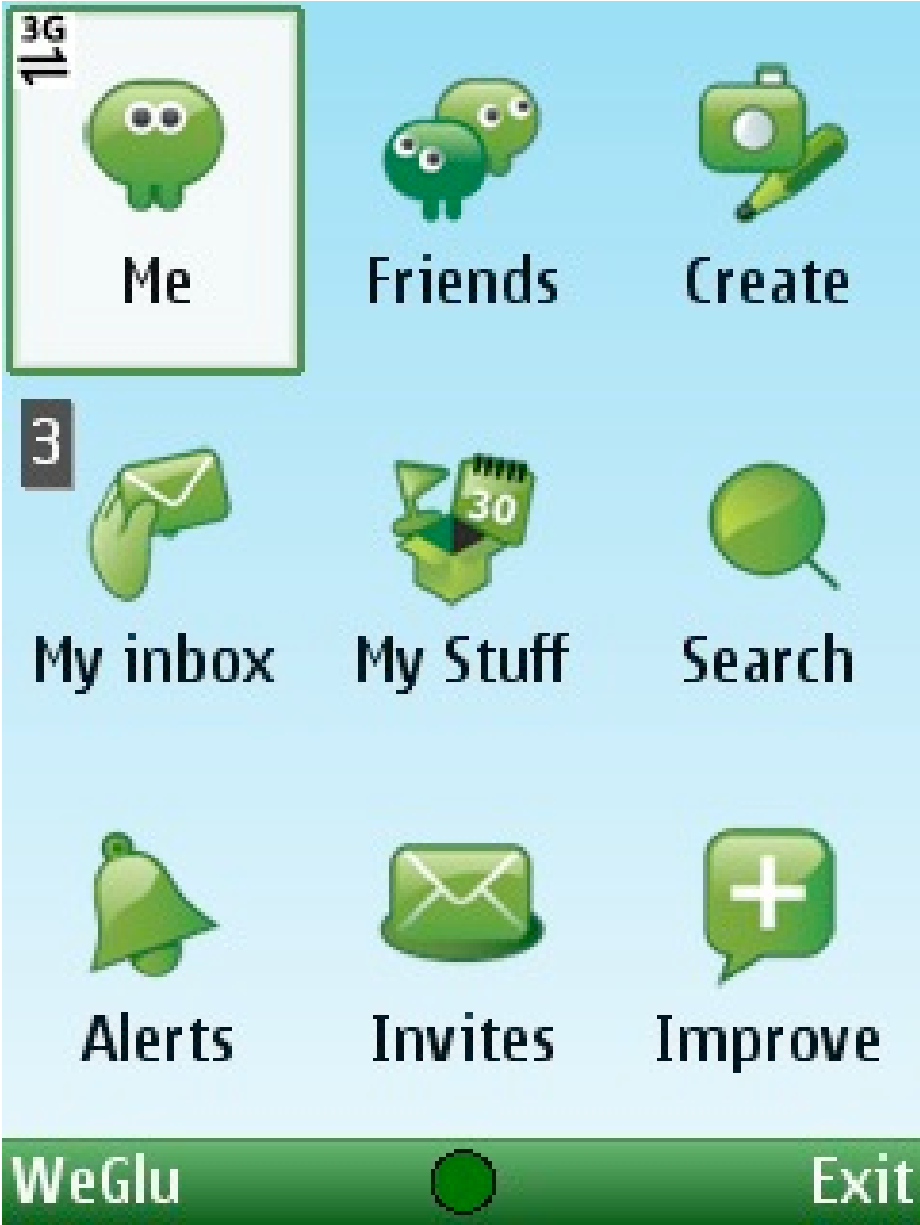 3G
Me
Friends
Create
3
30
My inbox
My Stuff
Search
Alerts
Invites
Improve
WeGlu
Exit